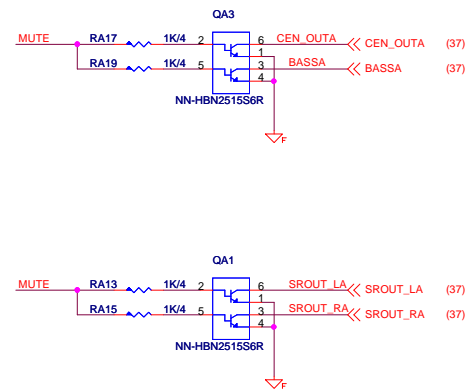 QA3
MUTE RA17 1K/4 2 6 CEN_OUTA CEN_OUTA (37)
1
RA19 1K/4 5 3 BASSA BASSA (37)
4
NN-HBN2515S6R
F
QA1
MUTE RA13 1K/4 2 6 SROUT_LA SROUT_LA (37)
1
RA15 1K/4 5 3 SROUT_RA SROUT_RA (37)
4
NN-HBN2515S6R
F